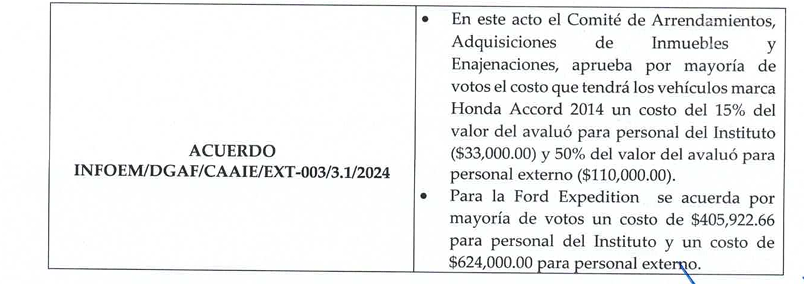 ACUERDO
INFOEM/DGAF/CAAIE/EXT-003/3.1/2024
• En este acto el Comité de Arrendamientos,
Adquisiciones de Inmuebles y
Enajenaciones, aprueba por mayoría de
votos el costo que tendrá los vehículos marca
Honda Accord 2014 un costo del 15% del
valor del avaluó para personal del Instituto
($33,000.00) y 50% del valor del avaluó para
personal externo ($110,000.00).
• Para la Ford Expedition se acuerda por
mayoría de votos un costo de $405,922.66
para personal del Instituto y un costo de
$624,000.00 para personal externo.